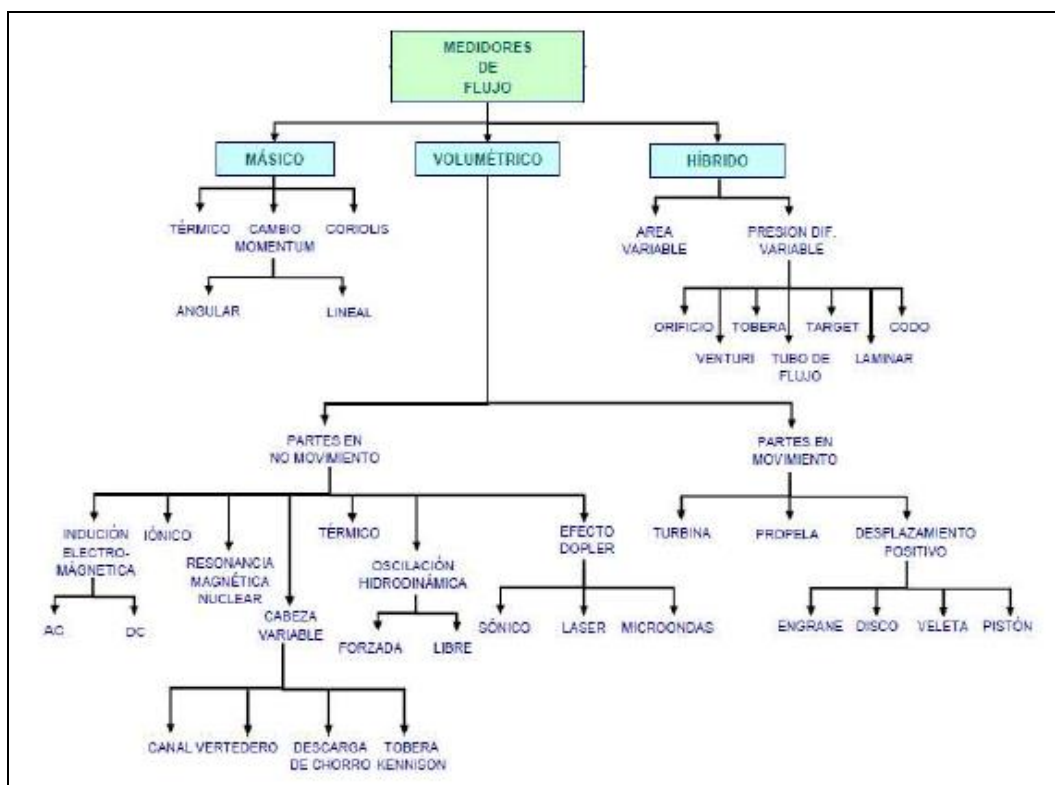 MEDIDORES
DE
FLUJO
MÁSICO
VOLUMÉTRICO
HÍBRIDO
TÉRMICO
CAMBIO
MOMENTUM
CORIOLIS
ANGULAR
LINEAL
AREA
VARIABLE
PRESION DIF.
VARIABLE
ORIFICIO
TOBERA
TARGET
CODO
VENTURI
TUBO DE
FLUJO
LAMINAR
PARTES EN
NO MOVIMIENTO
PARTES EN
MOVIMIENTO
INDUCIÓN
ELECTRO-
MÁGNETICA
IÓNICO
RESONANCIA
MAGNÉTICA
NUCLEAR
CABEZA
VARIABLE
TÉRMICO
OSCILACIÓN
HIDRODINÁMICA
EFECTO
DOPLER
TURBINA
PROPELA
DESPLAZAMIENTO
POSITIVO
AC
DC
FORZADA
LIBRE
SÓNICO
LASER
MICROONDAS
ENGRANE
DISCO
VELETA
PISTÓN
CANAL
VERTEDERO
DESCARGA
DE CHORRO
TOBERA
KENNISON